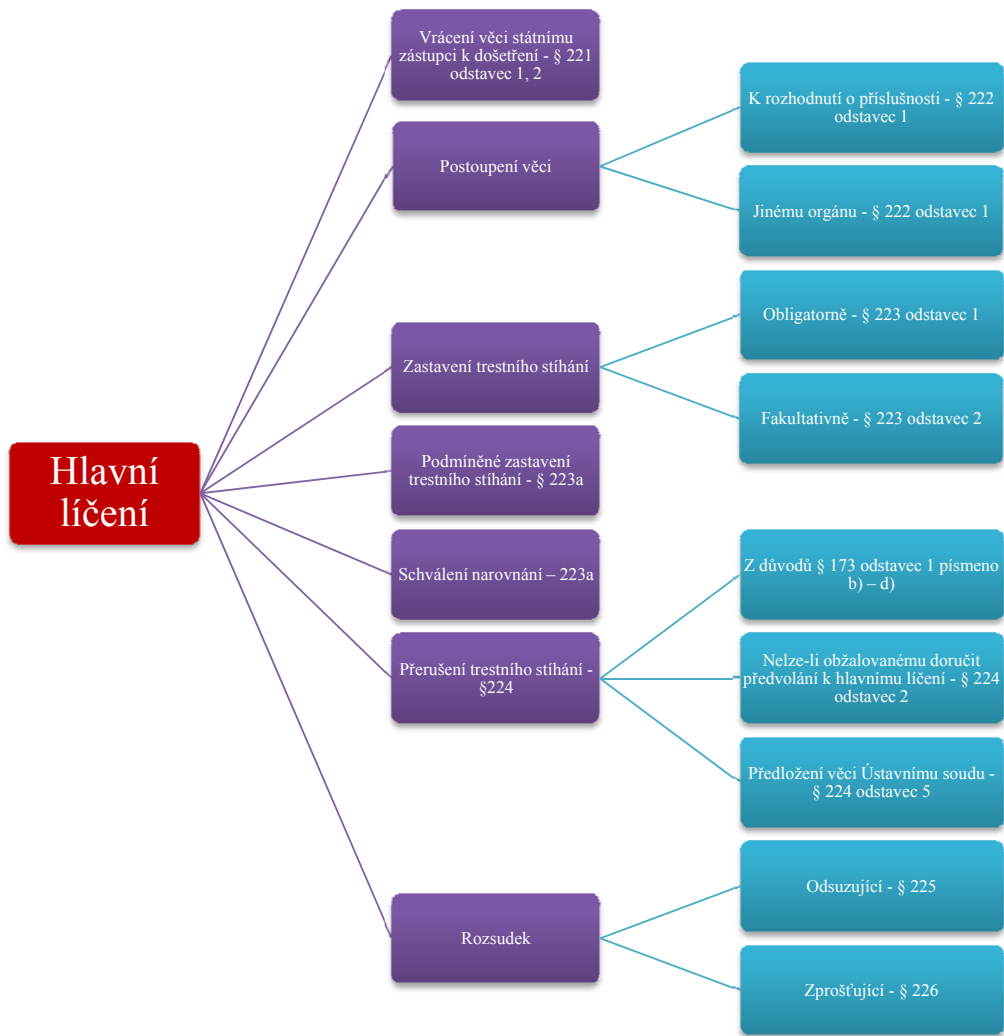 Hlavní
líčení
Vrácení věci státnímu
zástupci k došetření - § 221
odstavec 1, 2
Postoupení věci
K rozhodnutí o příslušnosti - § 222
odstavec 1
Jinému orgánu - § 222 odstavec 1
Zastavení trestního stíhání
Obligatorně - § 223 odstavec 1
Fakultativně - § 223 odstavec 2
Podmíněné zastavení
trestního stíhání - § 223a
Schválení narovnání – 223a
Přerušení trestního stíhání -
§224
Z důvodů § 173 odstavec 1 písmeno
b) – d)
Nelze-li obžalovanému doručit
předvolání k hlavnímu líčení - § 224
odstavec 2
Předložení věci Ústavnímu soudu -
§ 224 odstavec 5
Rozsudek
Odsuzující - § 225
Zprošťující - § 226